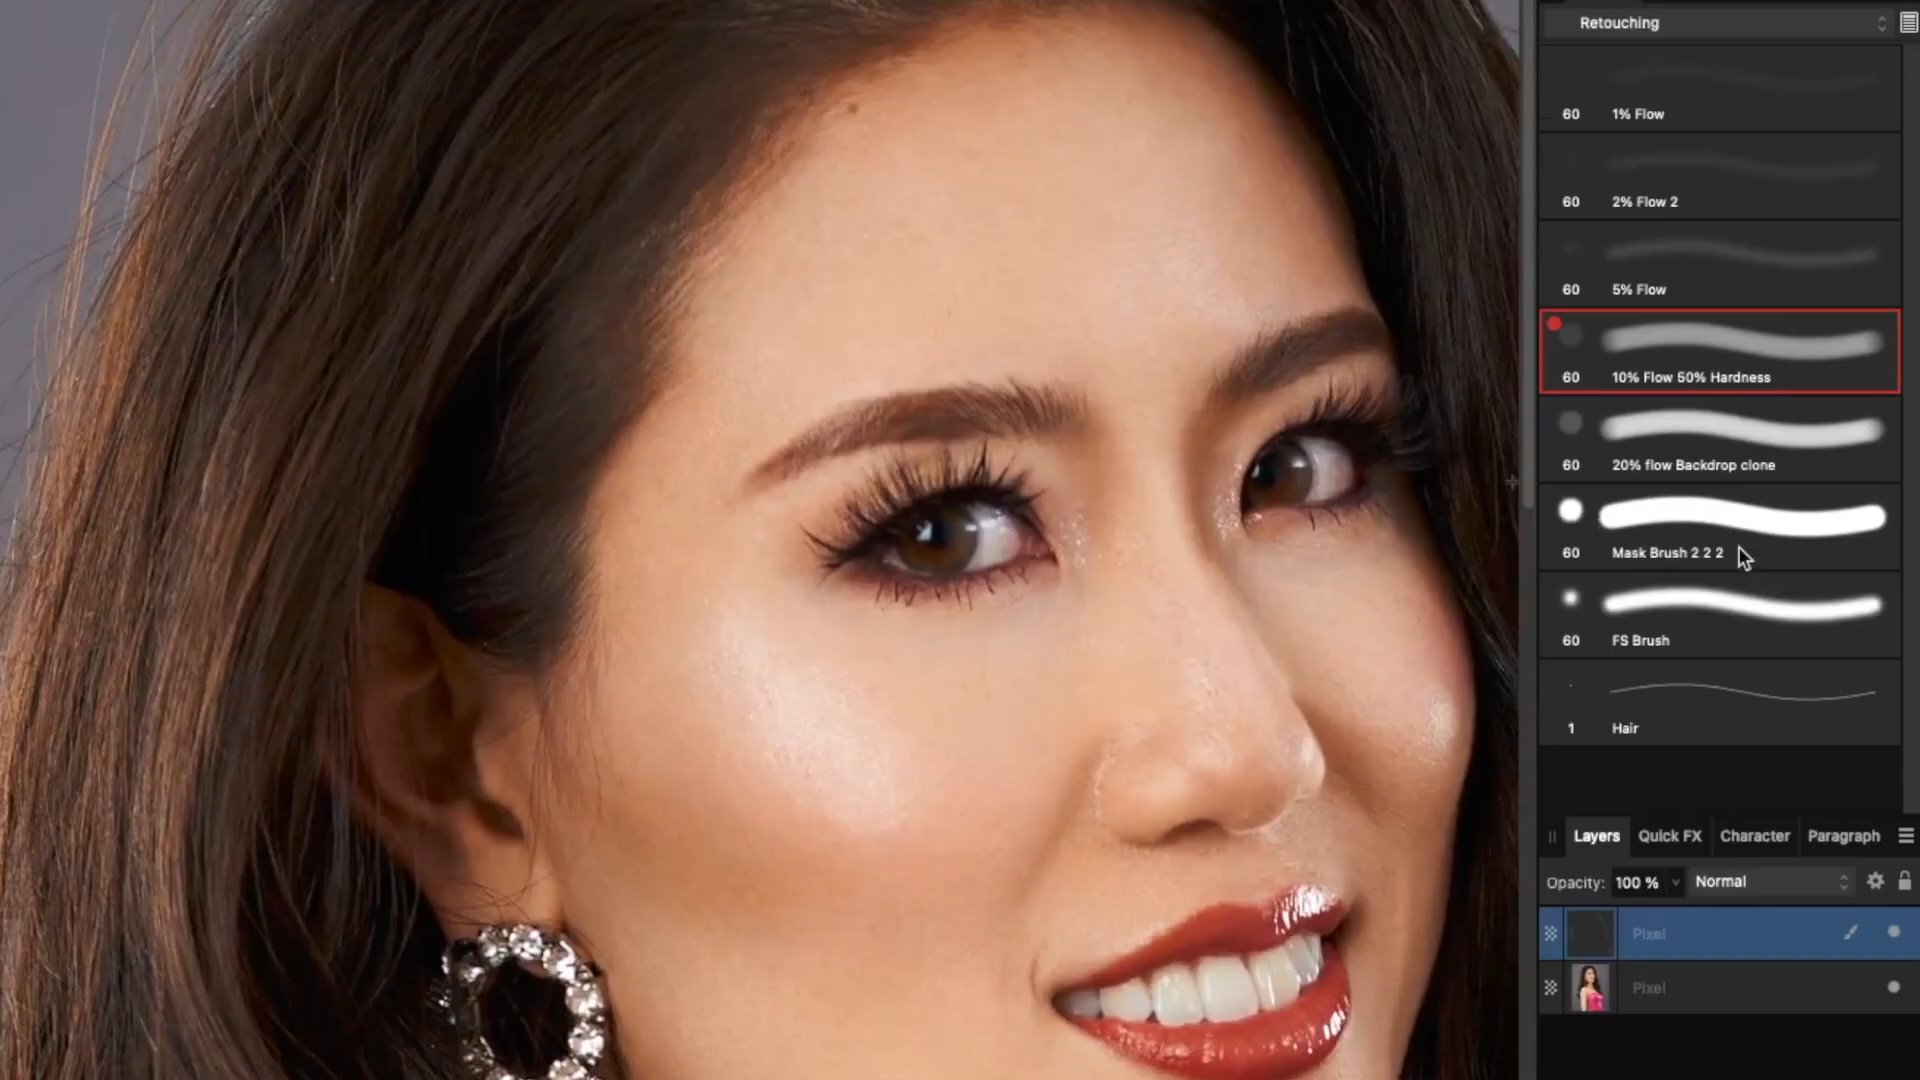 Retouching
60 1% Flow
60 2% Flow 2
60 5% Flow
60 10% Flow 50% Hardness
60 20% flow Backdrop clone
60 Mask Brush 2 2 2
60 FS Brush
1 Hair
Layers Quick FX Character Paragraph
Opacity: 100 % Normal
Pixel
Pixel